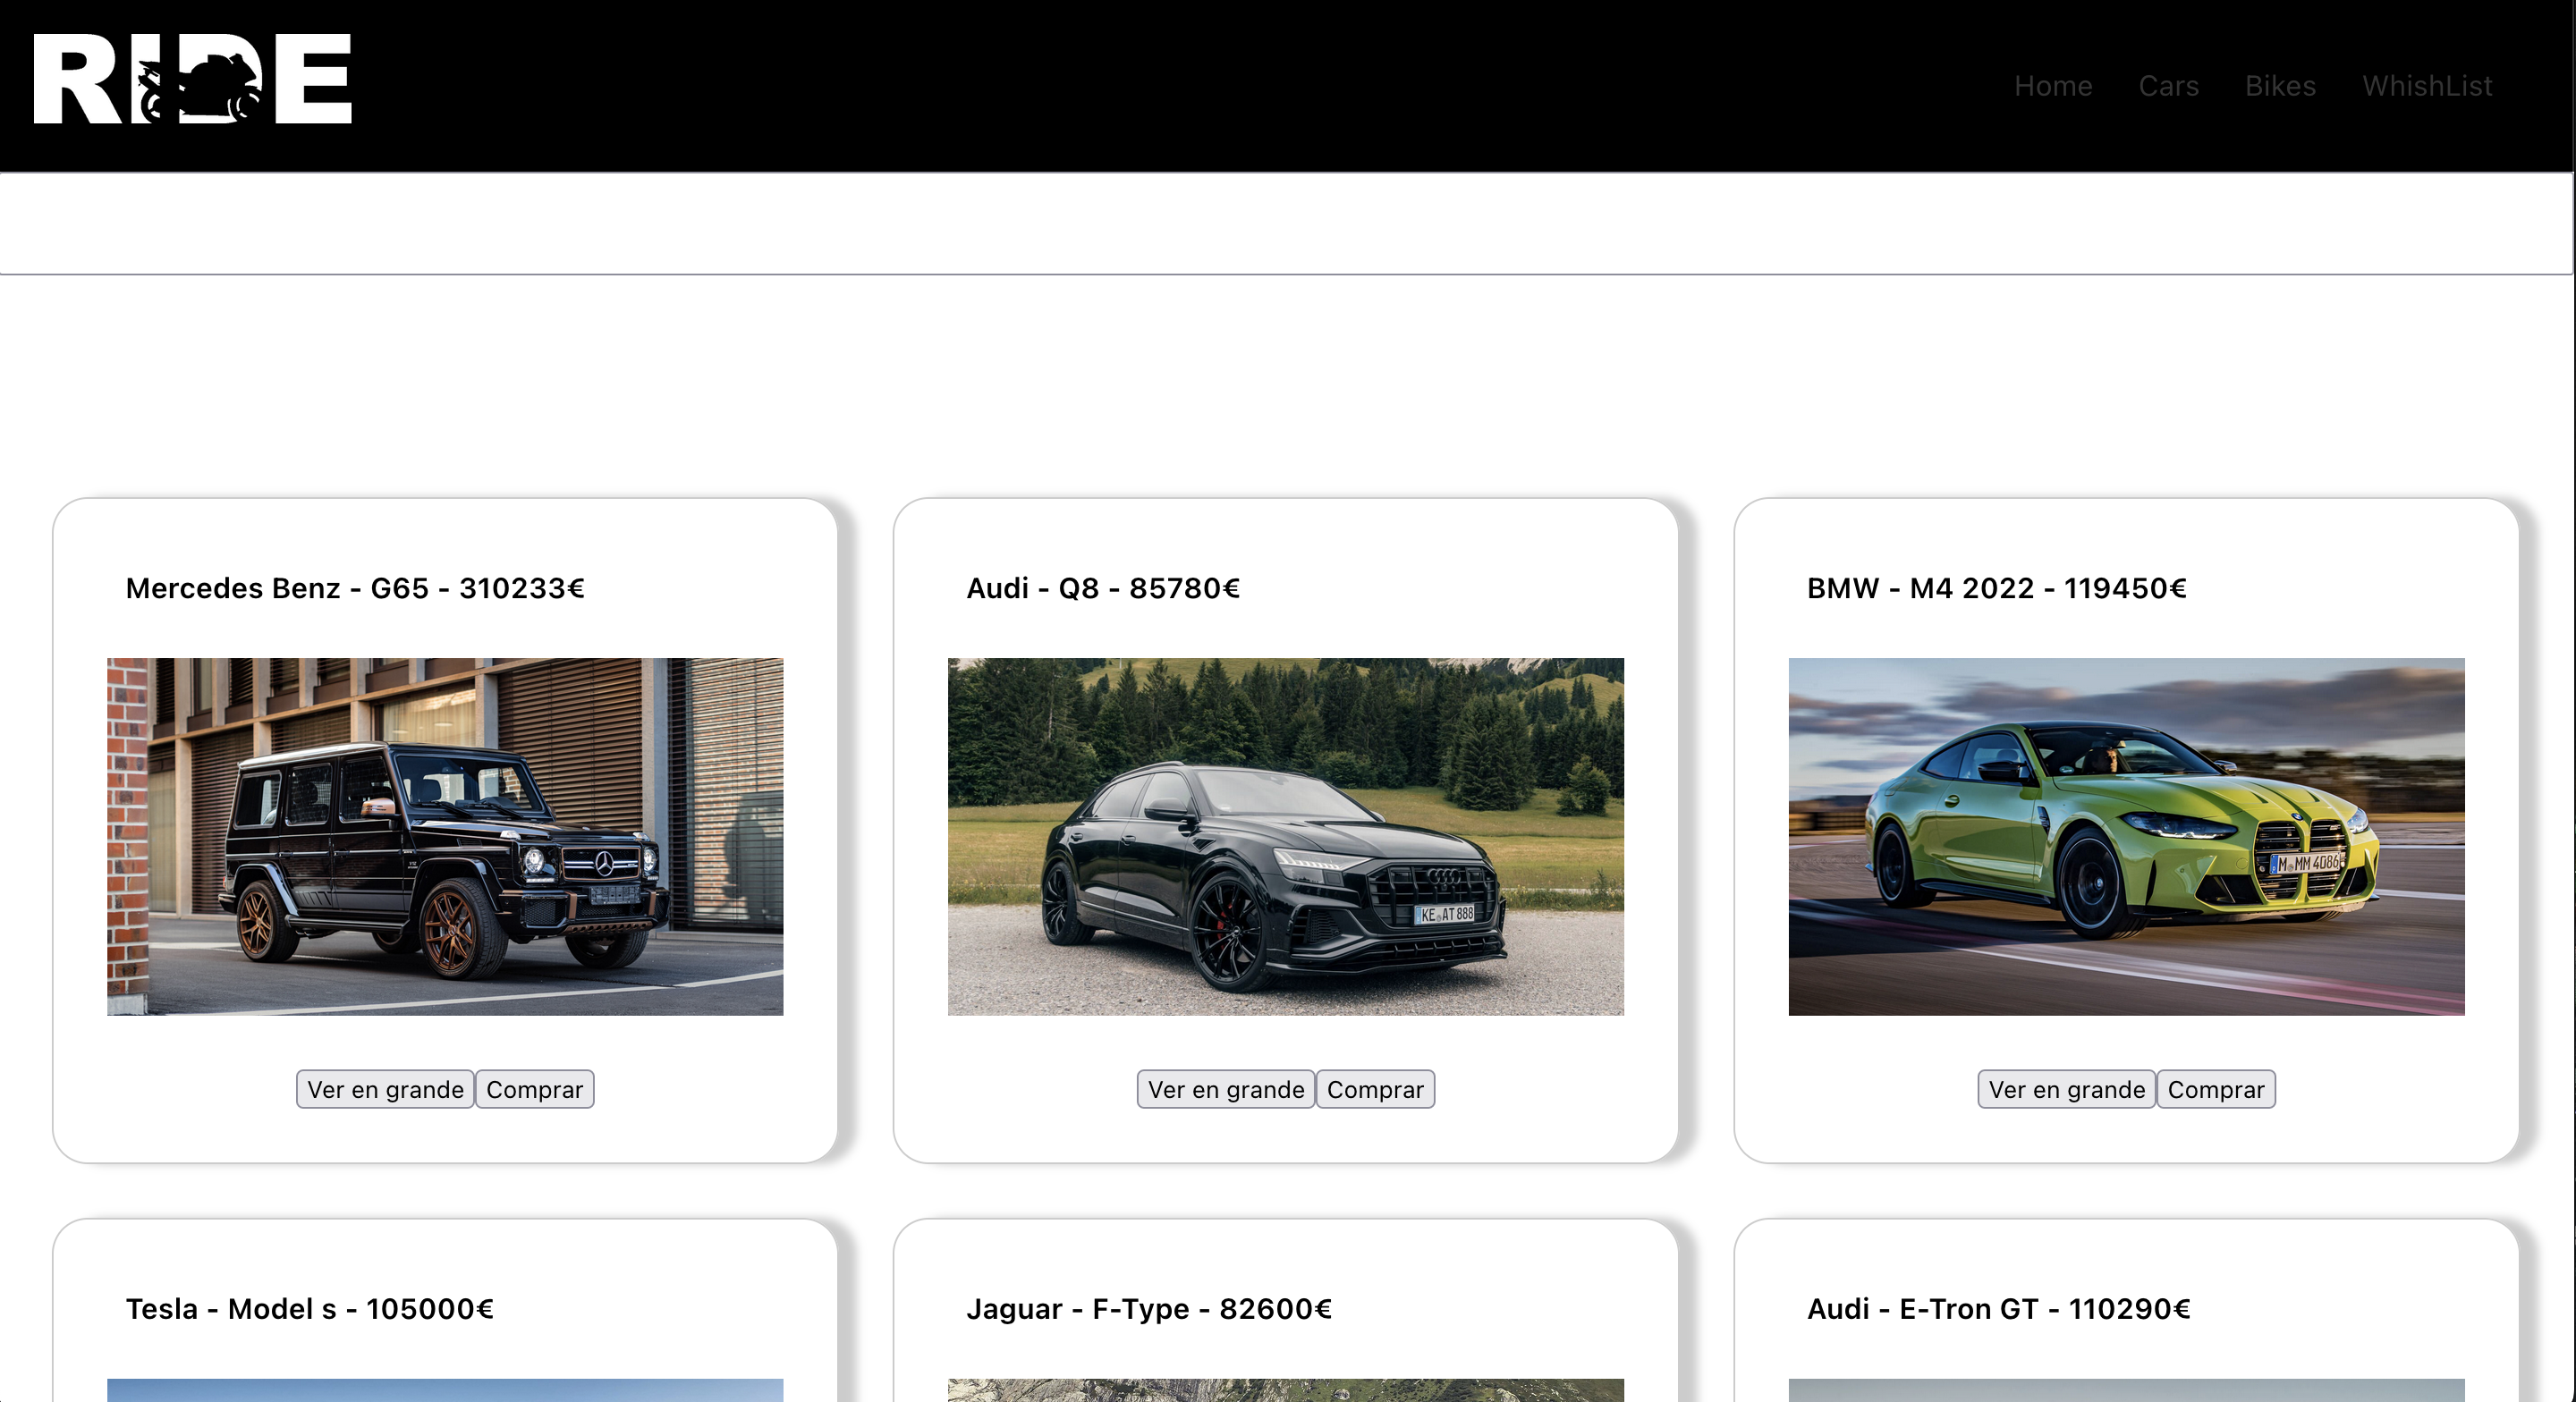 RIDE
Home Cars Bikes WhishList
Mercedes Benz - G65 - 310233€
Audi - Q8 - 85780€
BMW - M4 2022 - 119450€
KE AT 888
M MM 4086
Ver en grande Comprar
Ver en grande Comprar
Ver en grande Comprar
Tesla - Model s - 105000€
Jaguar - F-Type - 82600€
Audi - E-Tron GT - 110290€